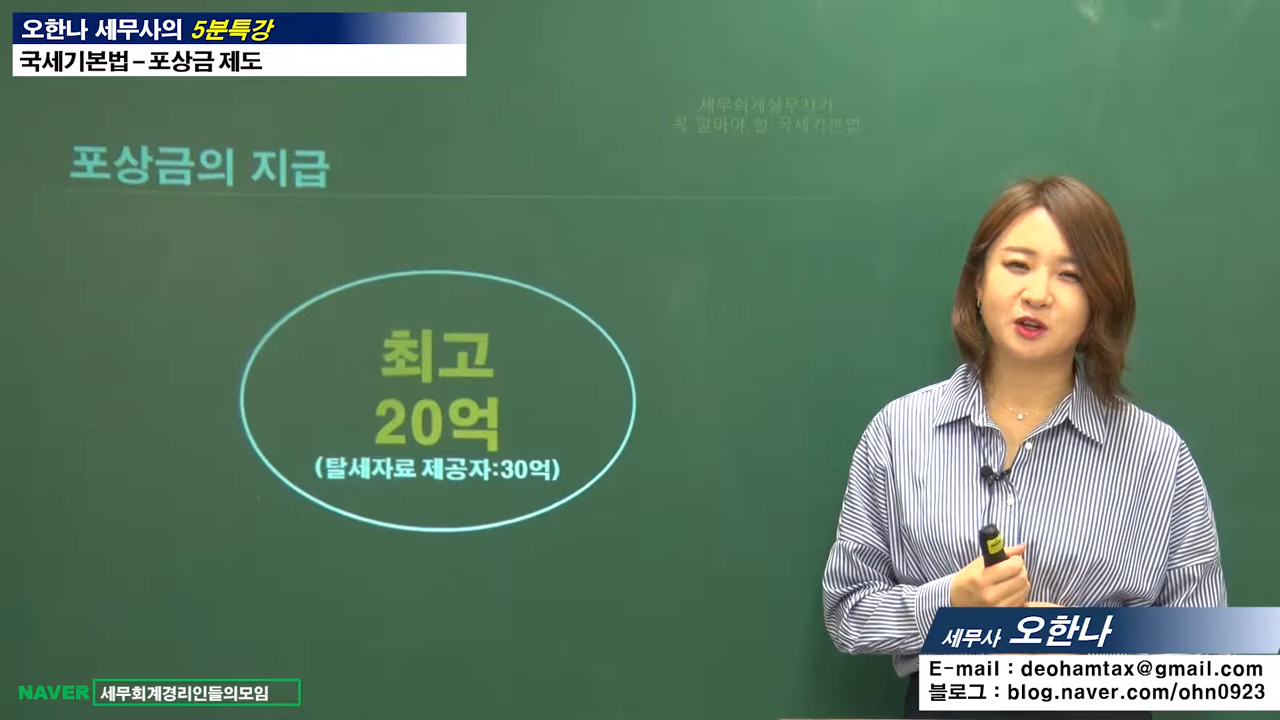 오한나 세무사의 5분특강
국세기본법 – 포상금 제도
세무회계실무자가
꼭 알아야 할 국세기본법
포상금의 지급
최고
20억
(탈세자료 제공자:30억)
세무사 오한나
E-mail : deohamtax@gmail.com
블로그 : blog.naver.com/ohn0923
NAVER 세무회계경리인들의모임